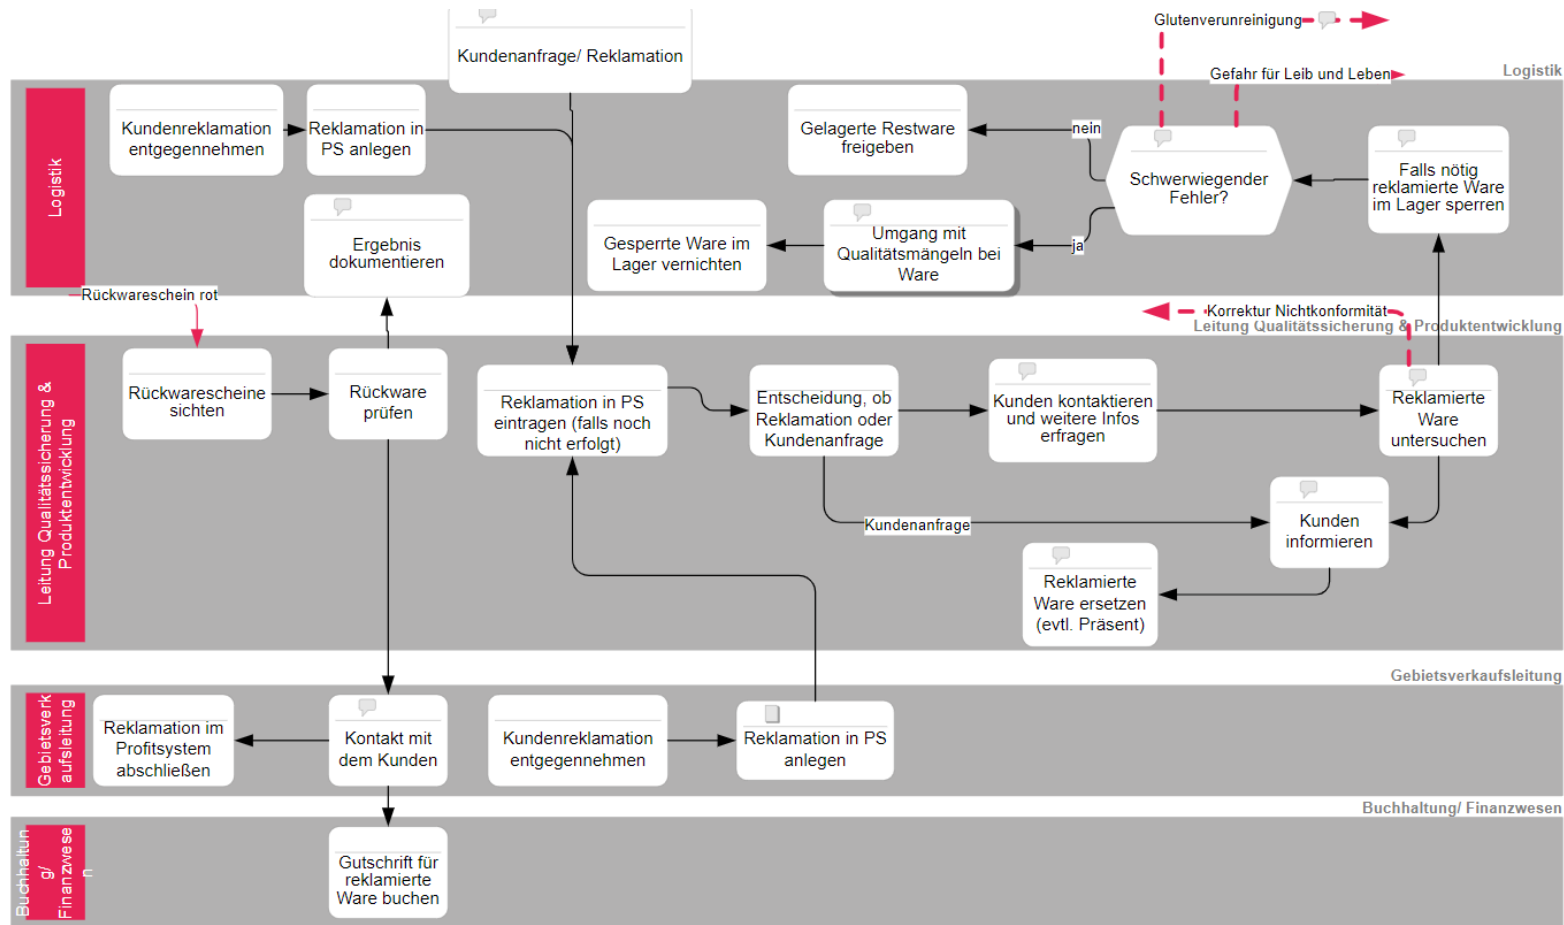 Kundenanfrage/ Reklamation
Glutenverunreinigung
Gefahr für Leib und Leben
Logistik
Logistik
Kundenreklamation
entgegennehmen
Reklamation in
PS anlegen
Gelagerte Restware
freigeben
nein
Schwerwiegender
Fehler?
Falls nötig
reklamierte Ware
im Lager sperren
Ergebnis
dokumentieren
Gesperrte Ware im
Lager vernichten
Umgang mit
Qualitätsmängeln bei
Ware
ja
Rückwareschein rot
Korrektur Nichtkonformität
Leitung Qualitätssicherung & Produktentwicklung
Leitung Qualitätssicherung &
Produktentwicklung
Rückwarescheine
sichten
Rückware
prüfen
Reklamation in PS
eintragen (falls noch
nicht erfolgt)
Entscheidung, ob
Reklamation oder
Kundenanfrage
Kunden kontaktieren
und weitere Infos
erfragen
Reklamierte
Ware
untersuchen
Kundenanfrage
Kunden
informieren
Reklamierte
Ware ersetzen
(evtl. Präsent)
Gebietsverkaufsleitung
Gebietsverk
aufsleitung
Reklamation im
Profitsystem
abschließen
Kontakt mit
dem Kunden
Kundenreklamation
entgegennehmen
Reklamation in PS
anlegen
Buchhaltung/ Finanzwesen
Buchhaltun
g/
Finanzwese
n
Gutschrift für
reklamierte
Ware buchen